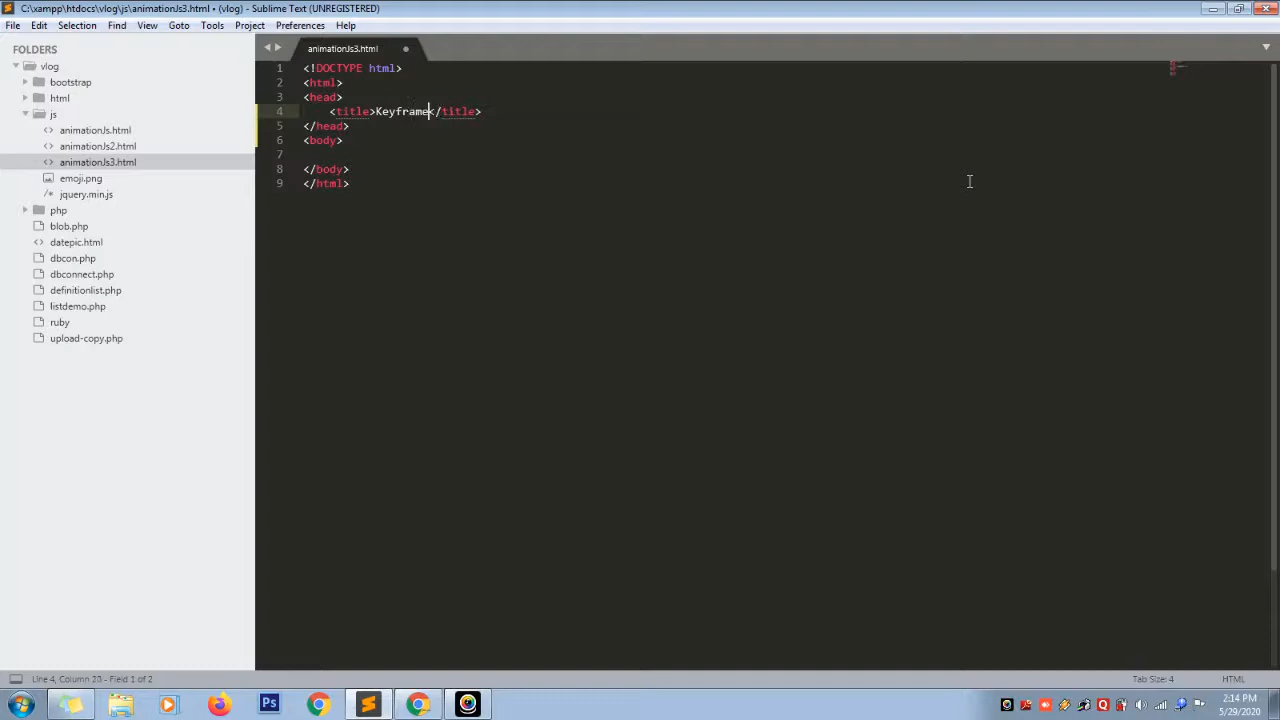 C:\xampp\htdocs\vlog\js\animationJs3.html • (vlog) - Sublime Text (UNREGISTERED)
File Edit Selection Find View Goto Tools Project Preferences Help
FOLDERS
vlog
bootstrap
html
js
animationJs.html
animationJs2.html
animationJs3.html
emoji.png
jquery.min.js
php
blob.php
datepic.html
dbcon.php
dbconnect.php
definitionlist.php
listdemo.php
ruby
upload-copy.php
animationJs3.html
1 <!DOCTYPE html>
2 <html>
3 <head>
4 <title>Keyframe</title>
5 </head>
6 <body>
7
8 </body>
9 </html>
Line 4, Column 20 - Field 1 of 2
Tab Size: 4 HTML
Ps
2:14 PM
5/29/2020